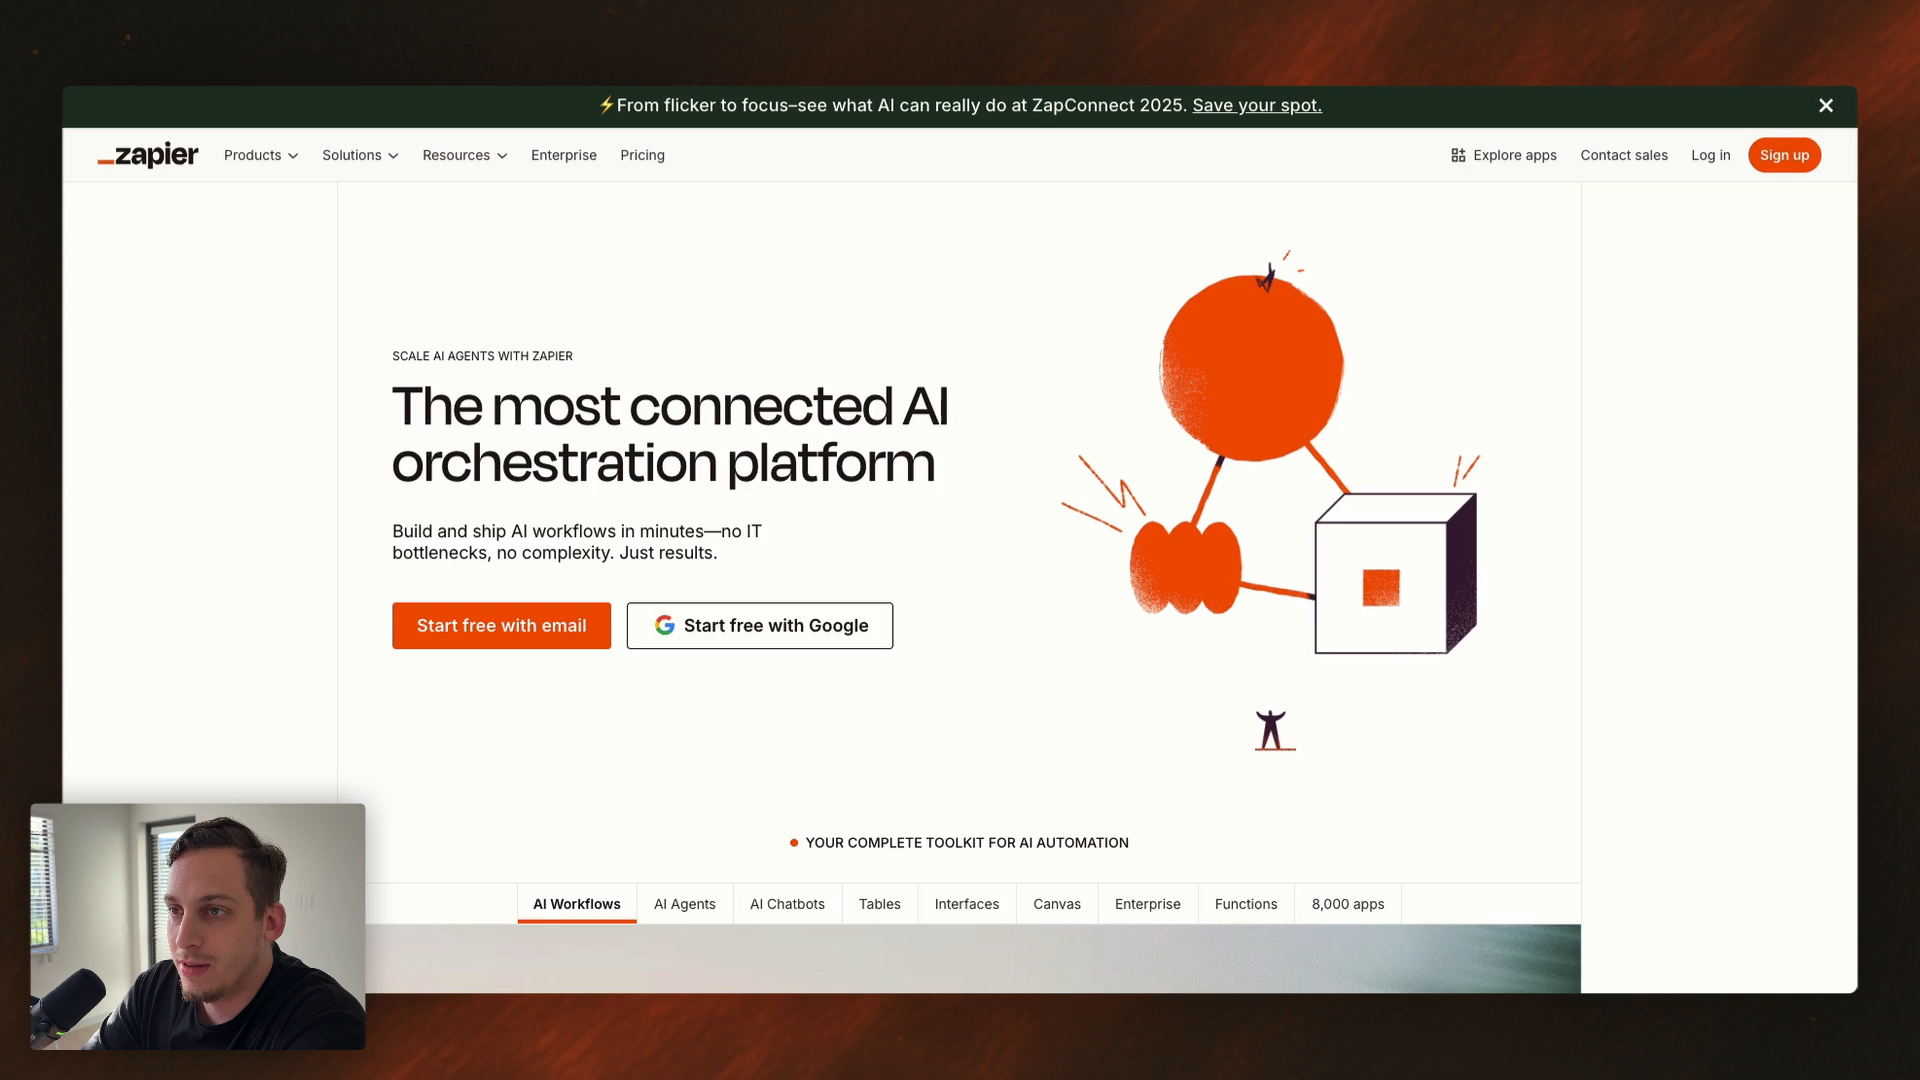 ⚡From flicker to focus–see what AI can really do at ZapConnect 2025. Save your spot.
zapier
Products
Solutions
Resources
Enterprise
Pricing
Explore apps
Contact sales
Log in
Sign up
SCALE AI AGENTS WITH ZAPIER
The most connected AI
orchestration platform
Build and ship AI workflows in minutes—no IT
bottlenecks, no complexity. Just results.
Start free with email
Start free with Google
YOUR COMPLETE TOOLKIT FOR AI AUTOMATION
AI Workflows
AI Agents
AI Chatbots
Tables
Interfaces
Canvas
Enterprise
Functions
8,000 apps